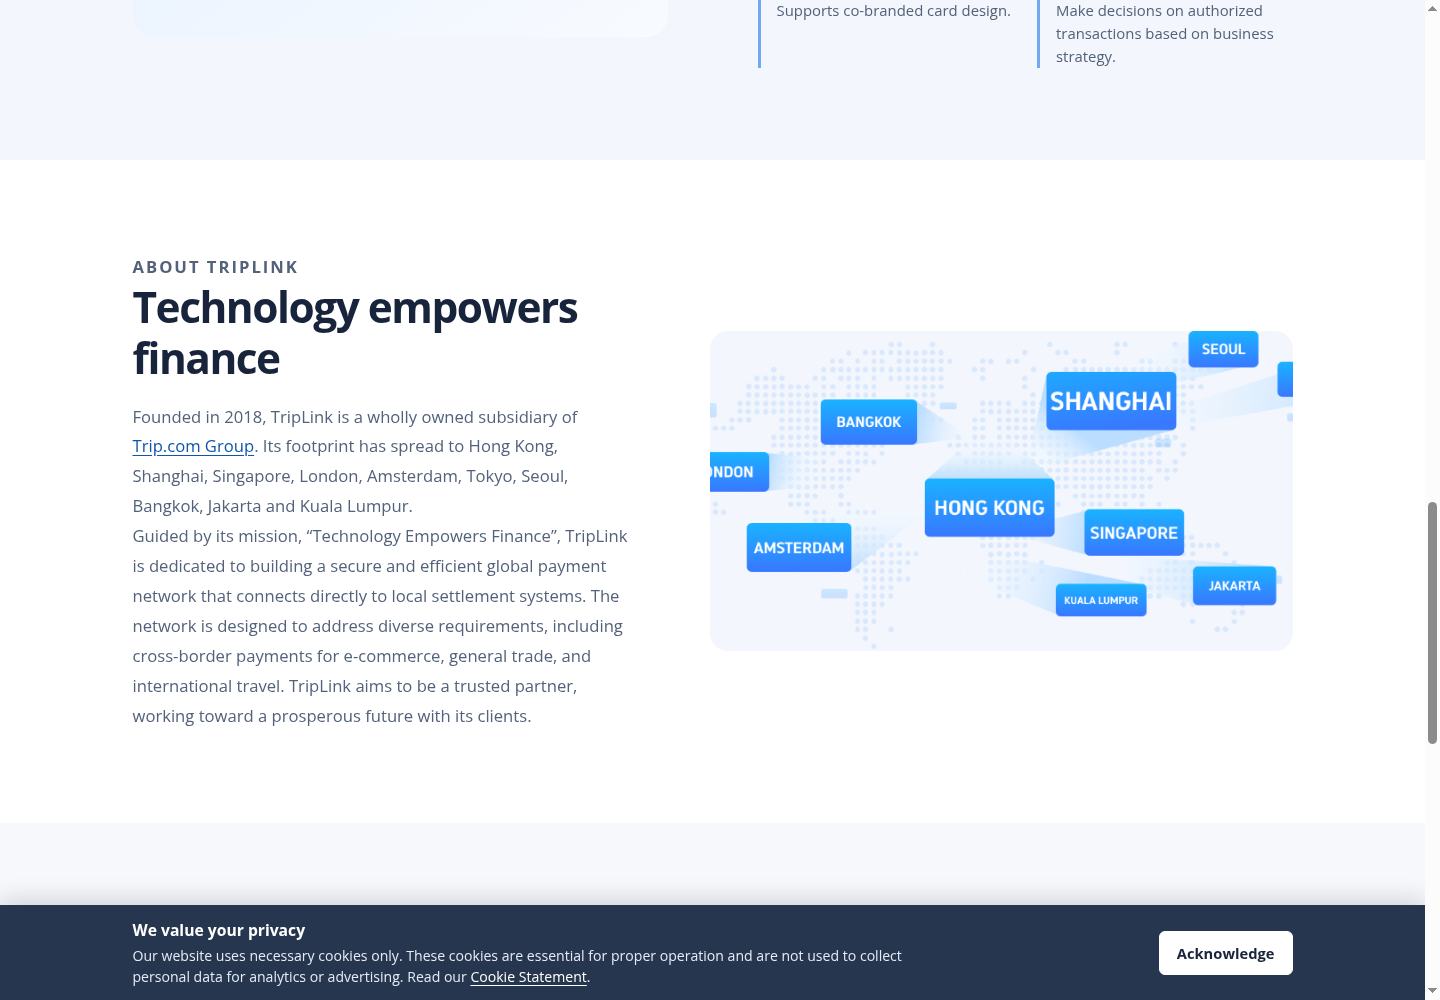 Supports co-branded card design.
Make decisions on authorized
transactions based on business
strategy.
ABOUT TRIPLINK
Technology empowers
finance
Founded in 2018, TripLink is a wholly owned subsidiary of
Trip.com Group. Its footprint has spread to Hong Kong,
Shanghai, Singapore, London, Amsterdam, Tokyo, Seoul,
Bangkok, Jakarta and Kuala Lumpur.
Guided by its mission, “Technology Empowers Finance”, TripLink
is dedicated to building a secure and efficient global payment
network that connects directly to local settlement systems. The
network is designed to address diverse requirements, including
cross-border payments for e-commerce, general trade, and
international travel. TripLink aims to be a trusted partner,
working toward a prosperous future with its clients.
SEOUL
SHANGHAI
BANGKOK
ONDON
HONG KONG
SINGAPORE
AMSTERDAM
JAKARTA
KUALA LUMPUR
We value your privacy
Our website uses necessary cookies only. These cookies are essential for proper operation and are not used to collect
personal data for analytics or advertising. Read our Cookie Statement.
Acknowledge